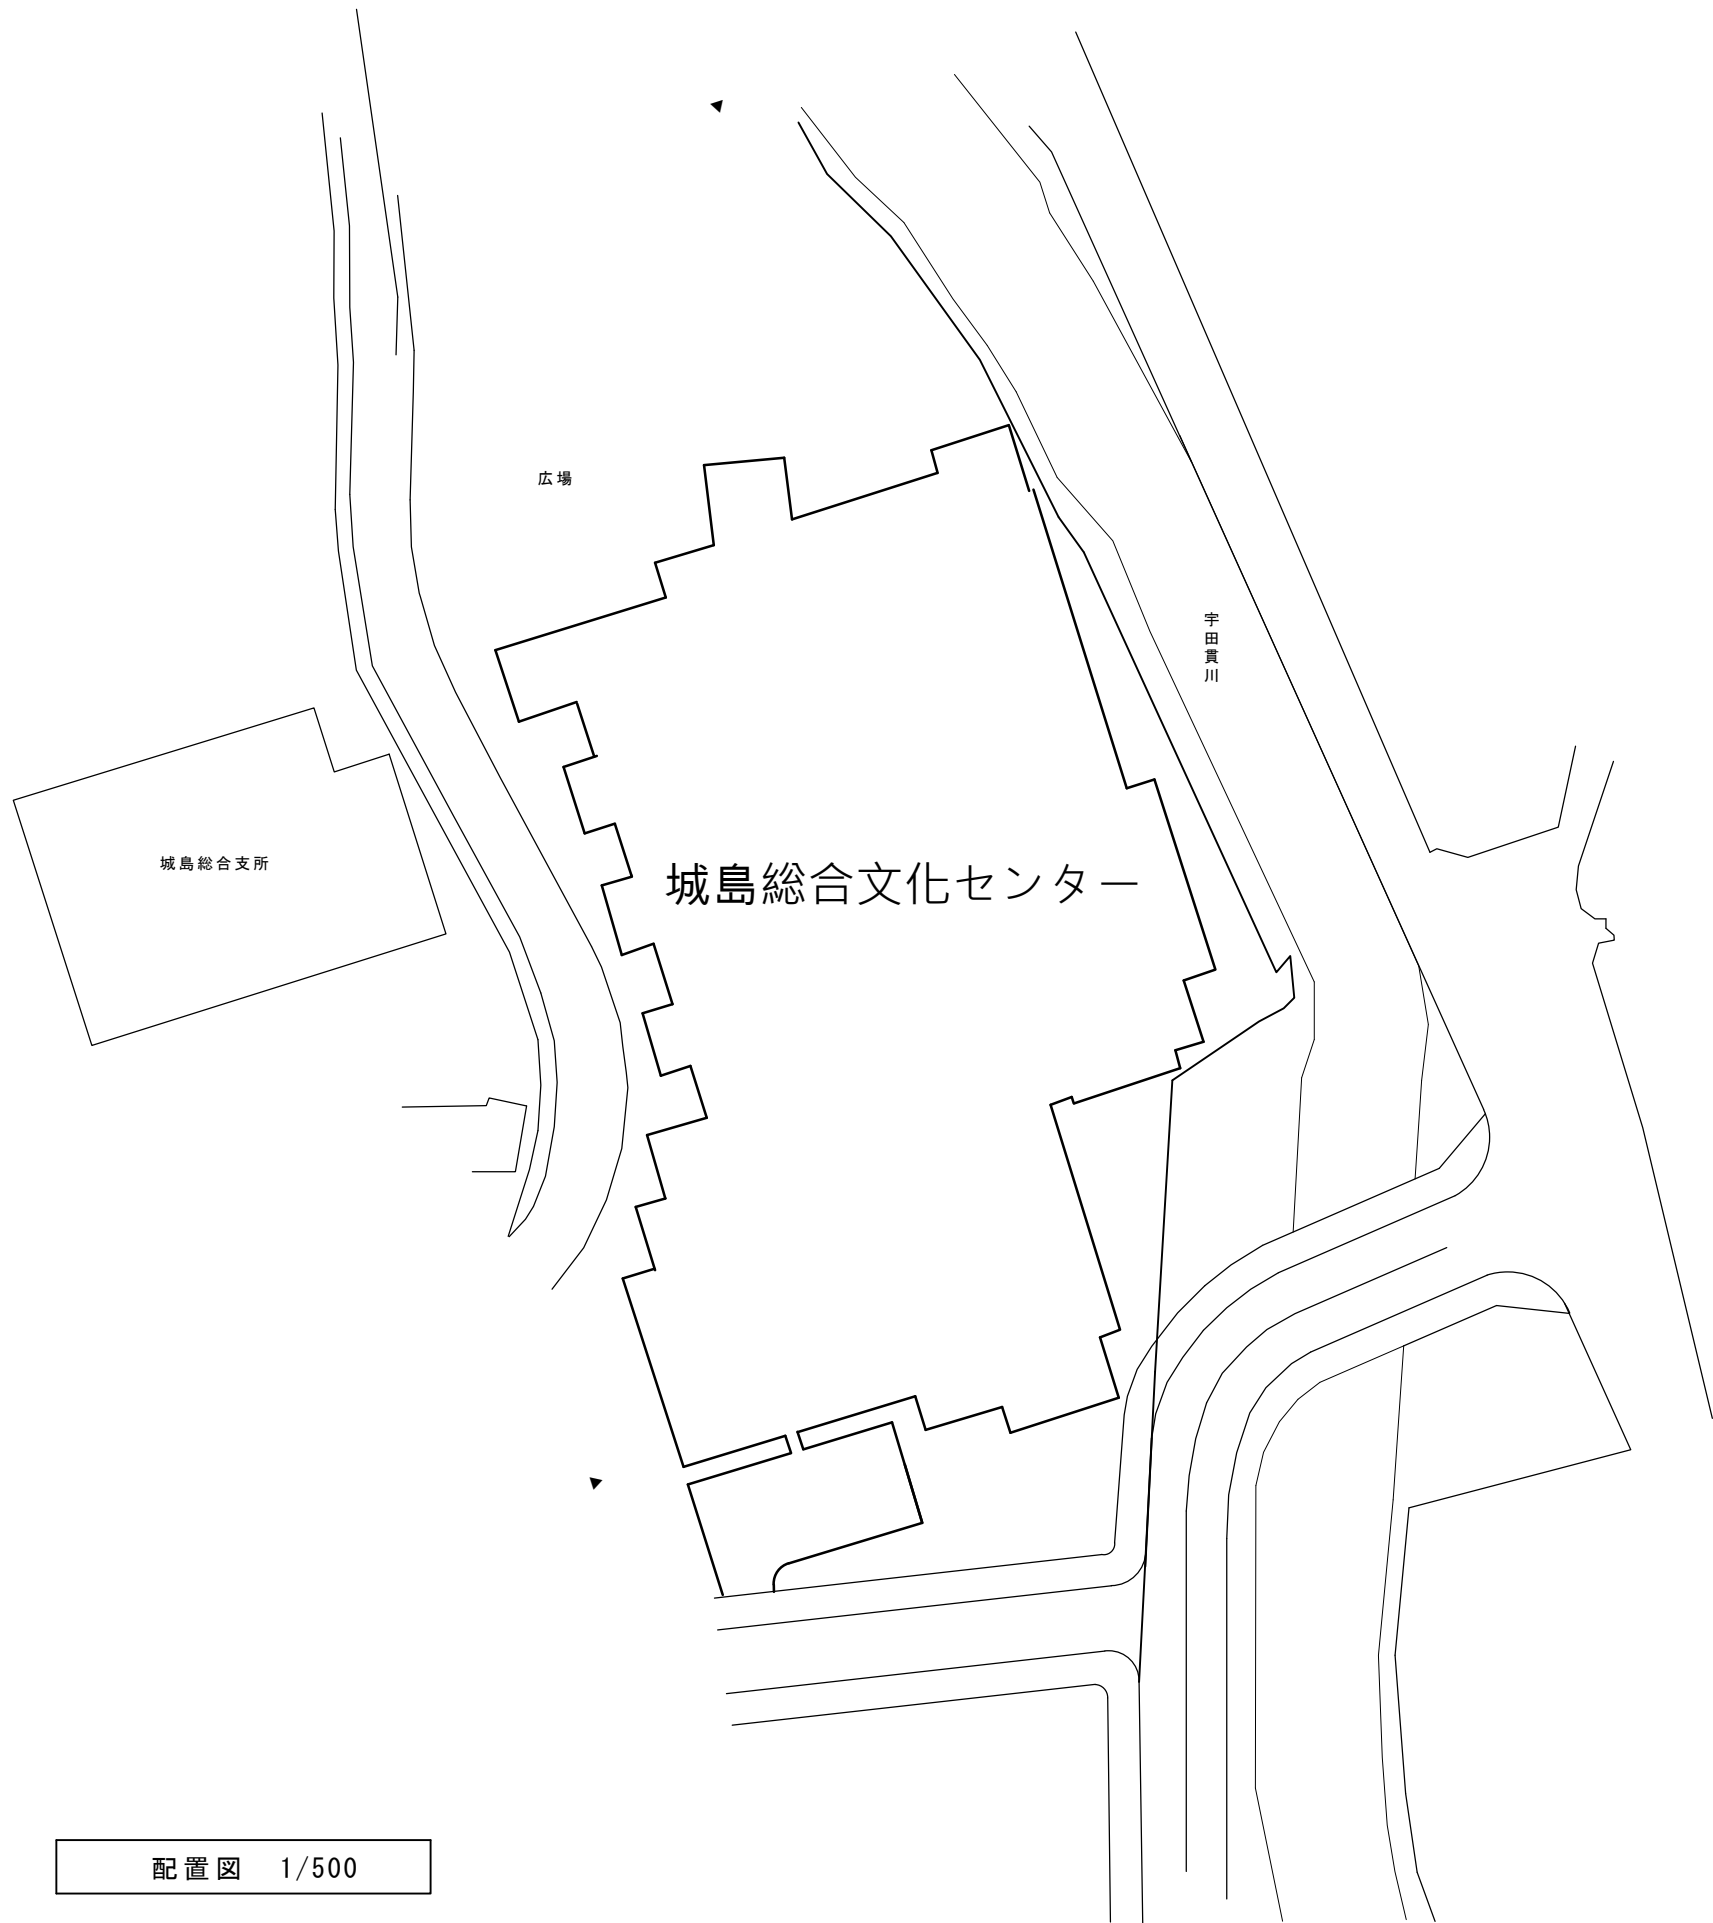 広場
宇田貫川
城島総合支所
城島総合文化センター
配置図　1/500